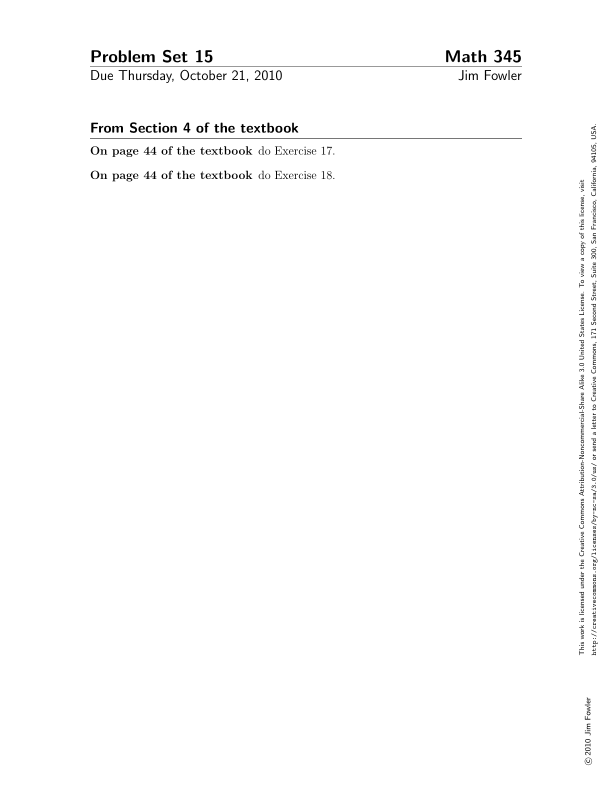 Problem Set 15
Math 345
Due Thursday, October 21, 2010
Jim Fowler
From Section 4 of the textbook
On page 44 of the textbook do Exercise 17.
On page 44 of the textbook do Exercise 18.
This work is licensed under the Creative Commons Attribution-Noncommercial-Share Alike 3.0 United States License. To view a copy of this license, visit
http://creativecommons.org/licenses/by-nc-sa/3.0/us/ or send a letter to Creative Commons, 171 Second Street, Suite 300, San Francisco, California, 94105, USA.
© 2010 Jim Fowler